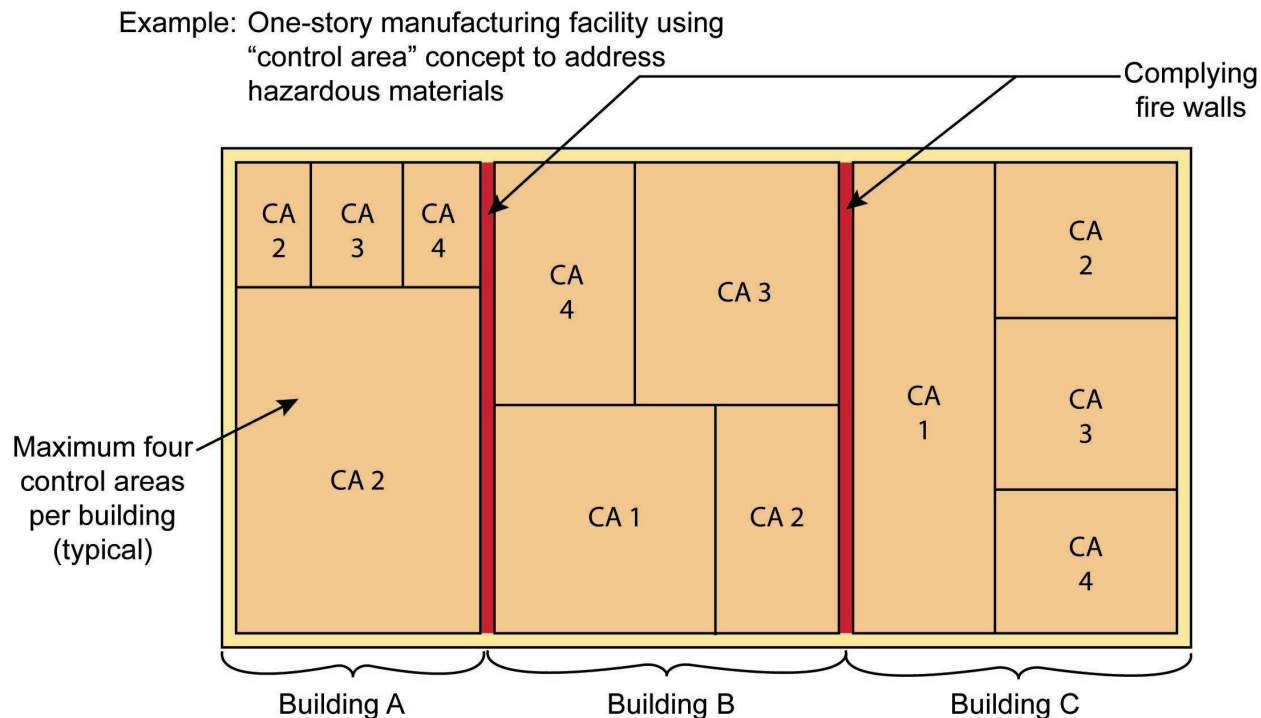 Example: One-story manufacturing facility using
“control area” concept to address
hazardous materials
Complying
fire walls
CA
2
CA
3
CA
4
CA 2
Maximum four
control areas
per building
(typical)
CA
4
CA 3
CA 1
CA 2
CA
1
CA
2
CA
3
CA
4
Building A
Building B
Building C